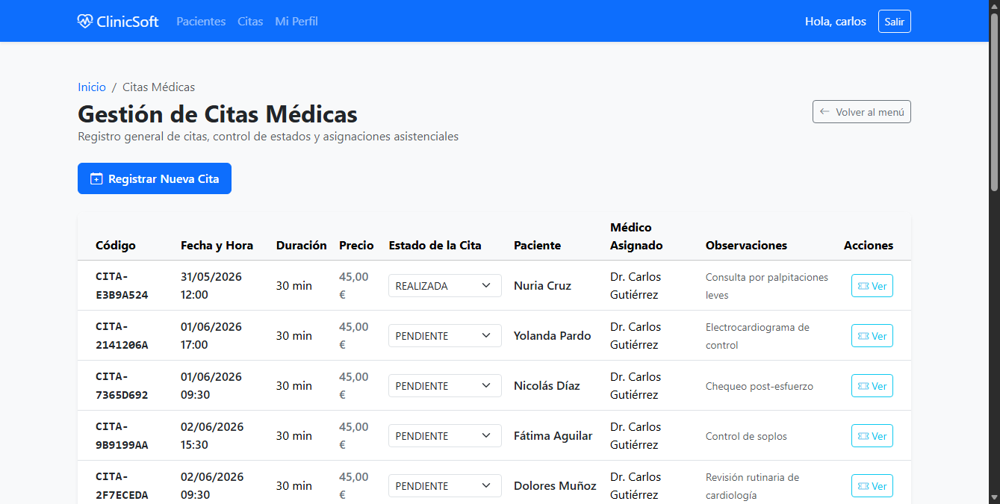 ClinicSoft Pacientes Citas Mi Perfil Hola, carlos Salir
Inicio / Citas Médicas
Gestión de Citas Médicas
← Volver al menú
Registro general de citas, control de estados y asignaciones asistenciales
Registrar Nueva Cita
Código Fecha y Hora Duración Precio Estado de la Cita Paciente Médico Asignado Observaciones Acciones
CITA-E3B9A524 31/05/2026 12:00 30 min 45,00 € REALIZADA Nuria Cruz Dr. Carlos Gutiérrez Consulta por palpitaciones leves Ver
CITA-2141206A 01/06/2026 17:00 30 min 45,00 € PENDIENTE Yolanda Pardo Dr. Carlos Gutiérrez Electrocardiograma de control Ver
CITA-7365D692 01/06/2026 09:30 30 min 45,00 € PENDIENTE Nicolás Díaz Dr. Carlos Gutiérrez Chequeo post-esfuerzo Ver
CITA-9B9199AA 02/06/2026 15:30 30 min 45,00 € PENDIENTE Fátima Aguilar Dr. Carlos Gutiérrez Control de soplos Ver
CITA-2F7ECEDA 02/06/2026 09:30 30 min 45,00 € PENDIENTE Dolores Muñoz Dr. Carlos Gutiérrez Revisión rutinaria de cardiología Ver